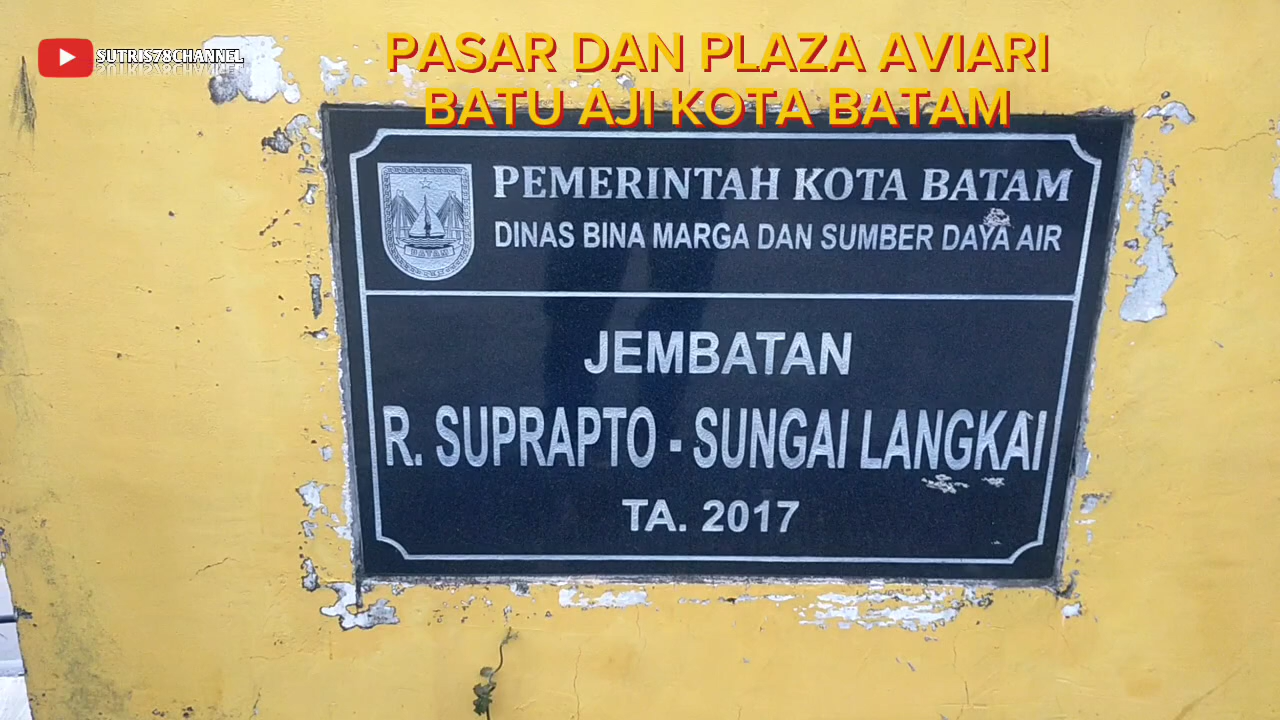 SUTRIS78CHANNEL
PASAR DAN PLAZA AVIARI
BATU AJI KOTA BATAM
PEMERINTAH KOTA BATAM
DINAS BINA MARGA DAN SUMBER DAYA AIR
BATAM
JEMBATAN
R. SUPRAPTO - SUNGAI LANGKAI
TA. 2017